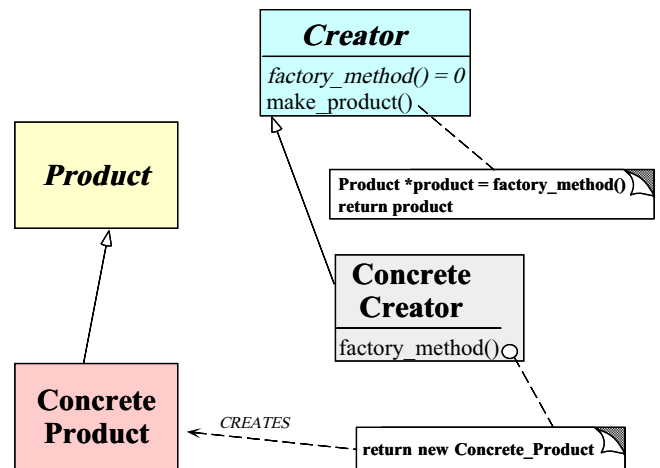 Creator
factory_method() = 0
make_product()
Product
Product *product = factory_method()
return product
Concrete
Creator
factory_method()
Concrete
Product
CREATES
return new Concrete_Product